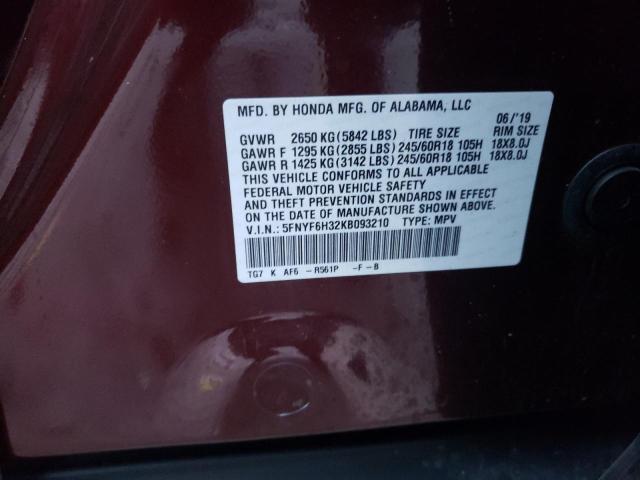 MFD. BY HONDA MFG. OF ALABAMA, LLC
06/'19
GVWR 2650 KG (5842 LBS) TIRE SIZE RIM SIZE
GAWR F 1295 KG (2855 LBS) 245/60R18 105H 18X8.0J
GAWR R 1425 KG (3142 LBS) 245/60R18 105H 18X8.0J
THIS VEHICLE CONFORMS TO ALL APPLICABLE
FEDERAL MOTOR VEHICLE SAFETY
AND THEFT PREVENTION STANDARDS IN EFFECT
ON THE DATE OF MANUFACTURE SHOWN ABOVE.
V.I.N.: 5FNYF6H32KB093210 TYPE: MPV
TG7 K AF6 -R561P -F-B